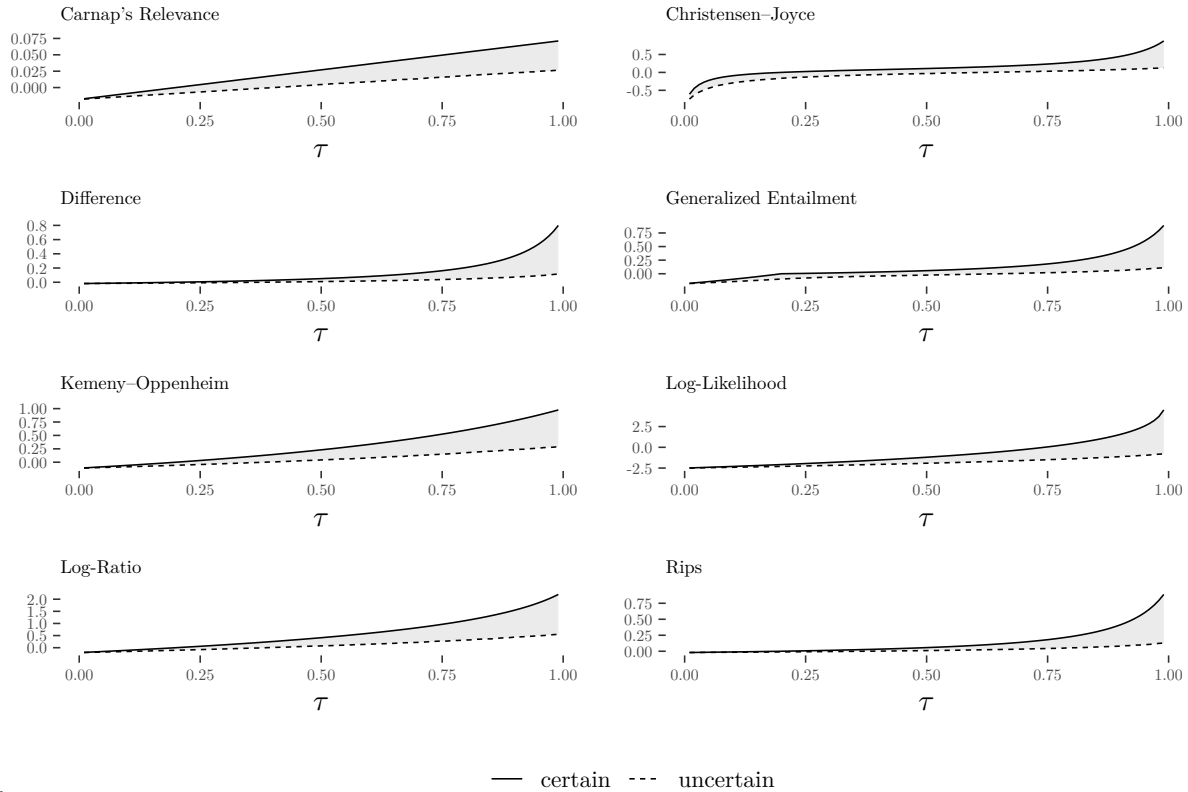 Carnap's Relevance
0.075
0.050
0.025
0.000
0.00 0.25 0.50 0.75 1.00
τ
Christensen–Joyce
0.5
0.0
-0.5
0.00 0.25 0.50 0.75 1.00
τ
Difference
0.8
0.6
0.4
0.2
0.0
0.00 0.25 0.50 0.75 1.00
τ
Generalized Entailment
0.75
0.50
0.25
0.00
0.00 0.25 0.50 0.75 1.00
τ
Kemeny–Oppenheim
1.00
0.75
0.50
0.25
0.00
0.00 0.25 0.50 0.75 1.00
τ
Log-Likelihood
2.5
0.0
-2.5
0.00 0.25 0.50 0.75 1.00
τ
Log-Ratio
2.0
1.5
1.0
0.5
0.0
0.00 0.25 0.50 0.75 1.00
τ
Rips
0.75
0.50
0.25
0.00
0.00 0.25 0.50 0.75 1.00
τ
certain uncertain